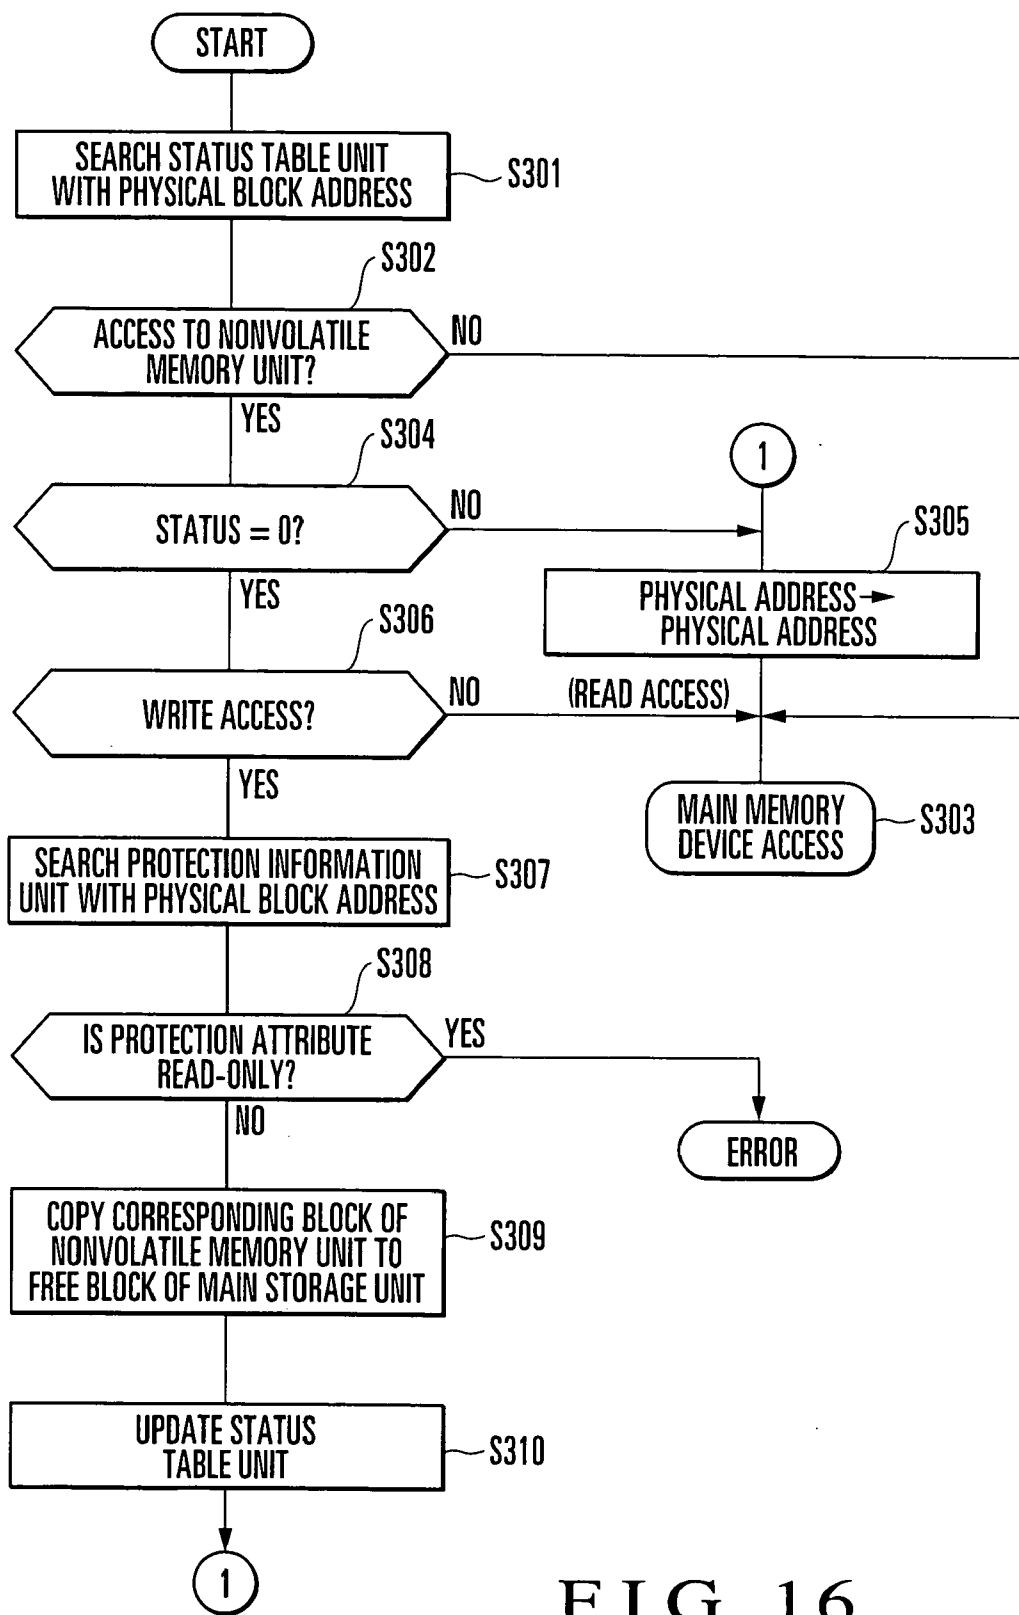 START
SEARCH STATUS TABLE UNIT
WITH PHYSICAL BLOCK ADDRESS
S301
S302
ACCESS TO NONVOLATILE
MEMORY UNIT?
NO
YES
S304
1
STATUS = 0?
NO
S305
YES
PHYSICAL ADDRESS→
PHYSICAL ADDRESS
S306
WRITE ACCESS?
NO
(READ ACCESS)
YES
MAIN MEMORY
DEVICE ACCESS
S303
SEARCH PROTECTION INFORMATION
UNIT WITH PHYSICAL BLOCK ADDRESS
S307
S308
IS PROTECTION ATTRIBUTE
READ-ONLY?
YES
NO
ERROR
COPY CORRESPONDING BLOCK OF
NONVOLATILE MEMORY UNIT TO
FREE BLOCK OF MAIN STORAGE UNIT
S309
UPDATE STATUS
TABLE UNIT
S310
1
FIG. 16